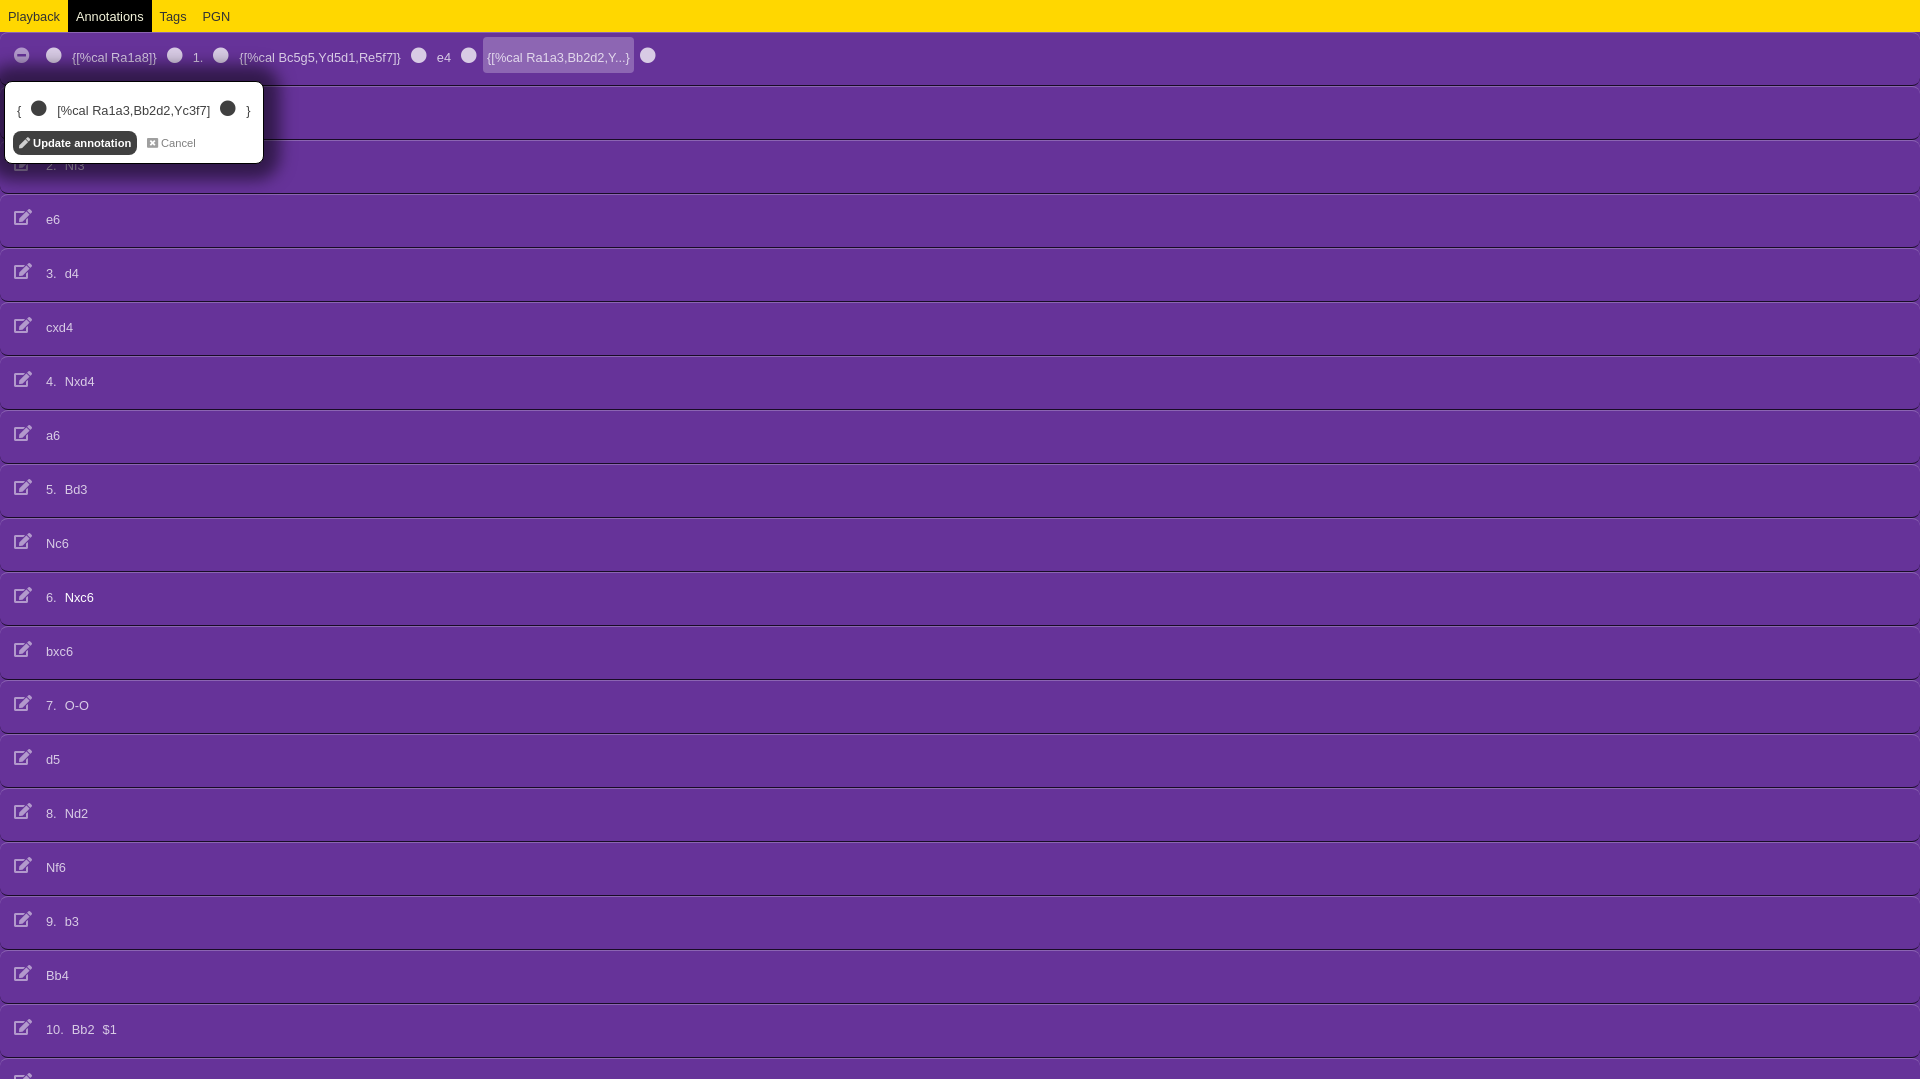 Playback Annotations Tags PGN
{[%cal Ra1a8]} 1. {[%cal Bc5g5,Yd5d1,Re5f7]} e4 {[%cal Ra1a3,Bb2d2,Y...}
{ [%cal Ra1a3,Bb2d2,Yc3f7] }
Update annotation Cancel
2. Nf3
e6
3. d4
cxd4
4. Nxd4
a6
5. Bd3
Nc6
6. Nxc6
bxc6
7. O-O
d5
8. Nd2
Nf6
9. b3
Bb4
10. Bb2 $1